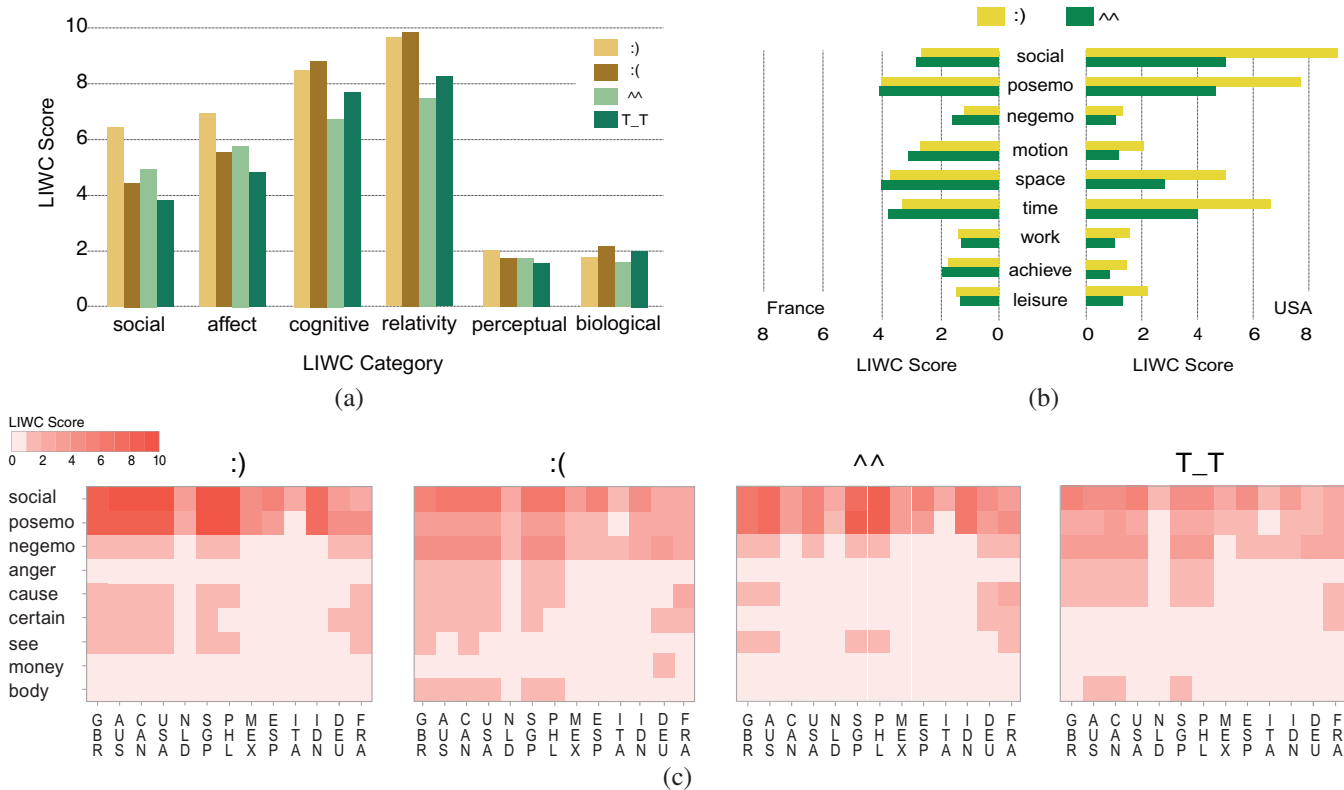 10
8
6
4
2
0
LIWC Score
:)
:(
^^
T_T
social
affect
cognitive
relativity
perceptual
biological
LIWC Category
(a)
:)
^^
social
posemo
negemo
motion
space
time
work
achieve
leisure
France
USA
8 6 4 2 0
0 2 4 6 8
LIWC Score
LIWC Score
(b)
LIWC Score
0 2 4 6 8 10
:)
:(
^^
T_T
social
posemo
negemo
anger
cause
certain
see
money
body
GBR AUS CAN USA NLD SGP PHL MEX ESP ITA IDN DEU FRA
GBR AUS CAN USA NLD SGP PHL MEX ESP ITA IDN DEU FRA
GBR AUS CAN USA NLD SGP PHL MEX ESP ITA IDN DEU FRA
GBR AUS CAN USA NLD SGP PHL MEX ESP ITA IDN DEU FRA
(c)